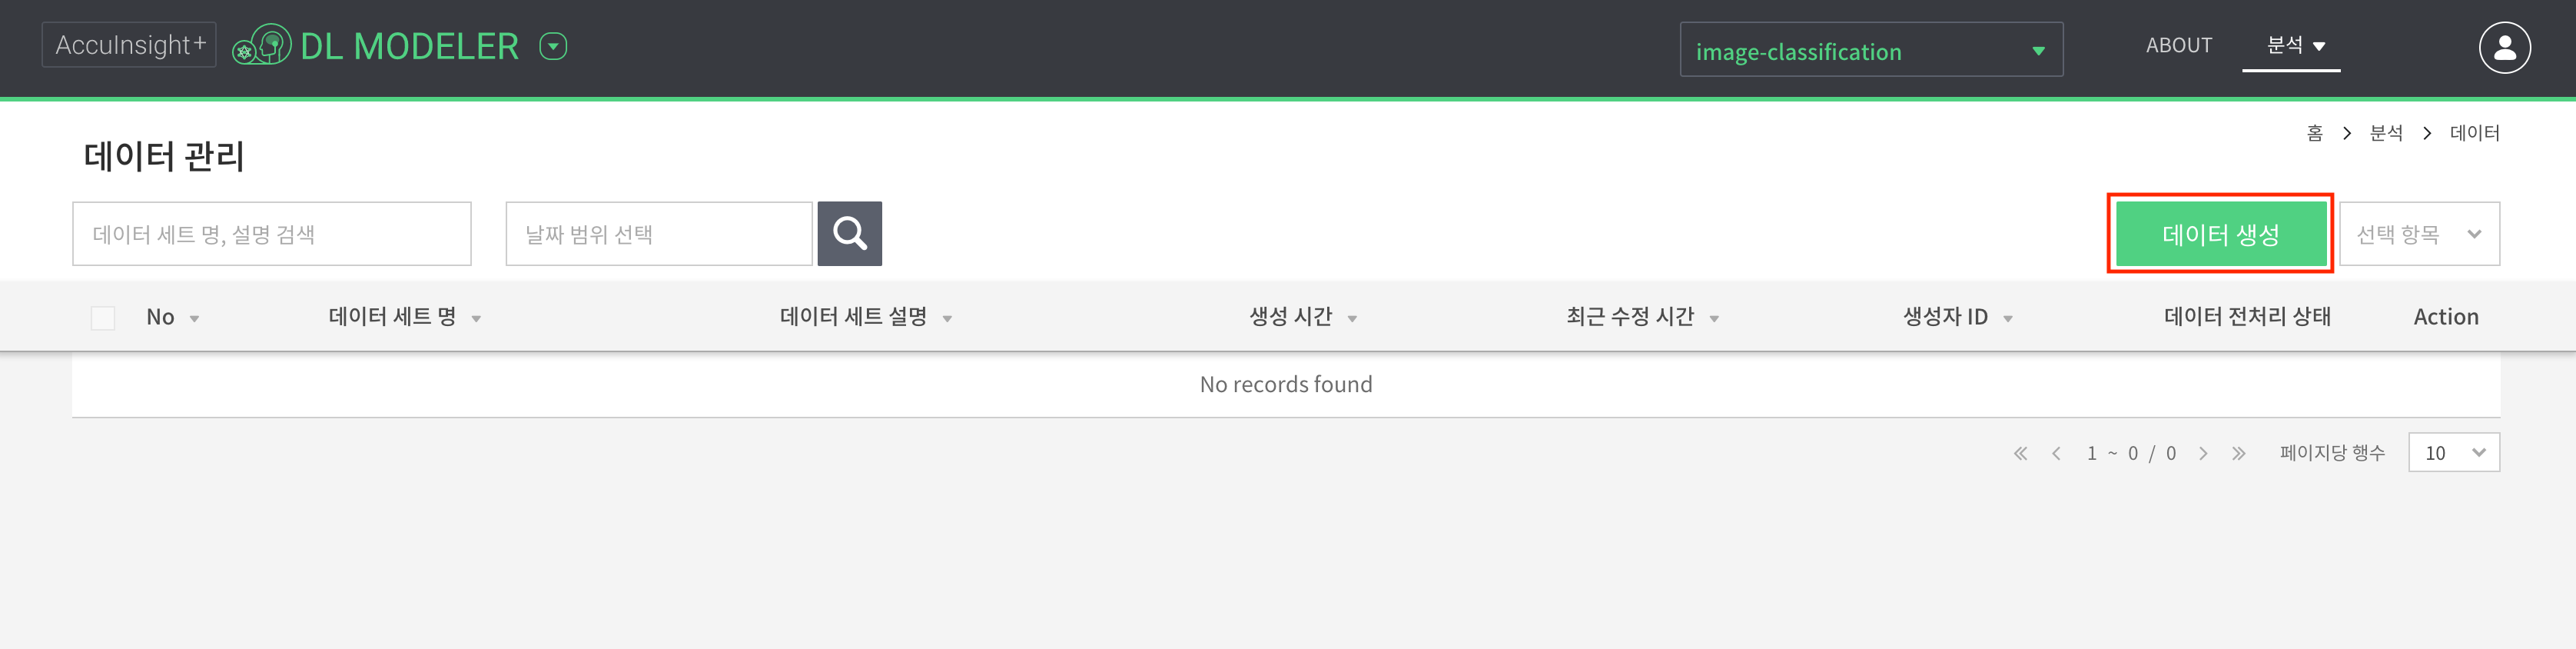 AccuInsight+ DL MODELER image-classification ABOUT 분석
홈 > 분석 > 데이터
데이터 관리
데이터 세트 명, 설명 검색 날짜 범위 선택 데이터 생성 선택 항목
No 데이터 세트 명 데이터 세트 설명 생성 시간 최근 수정 시간 생성자 ID 데이터 전처리 상태 Action
No records found
1 ~ 0 / 0 페이지당 행수 10